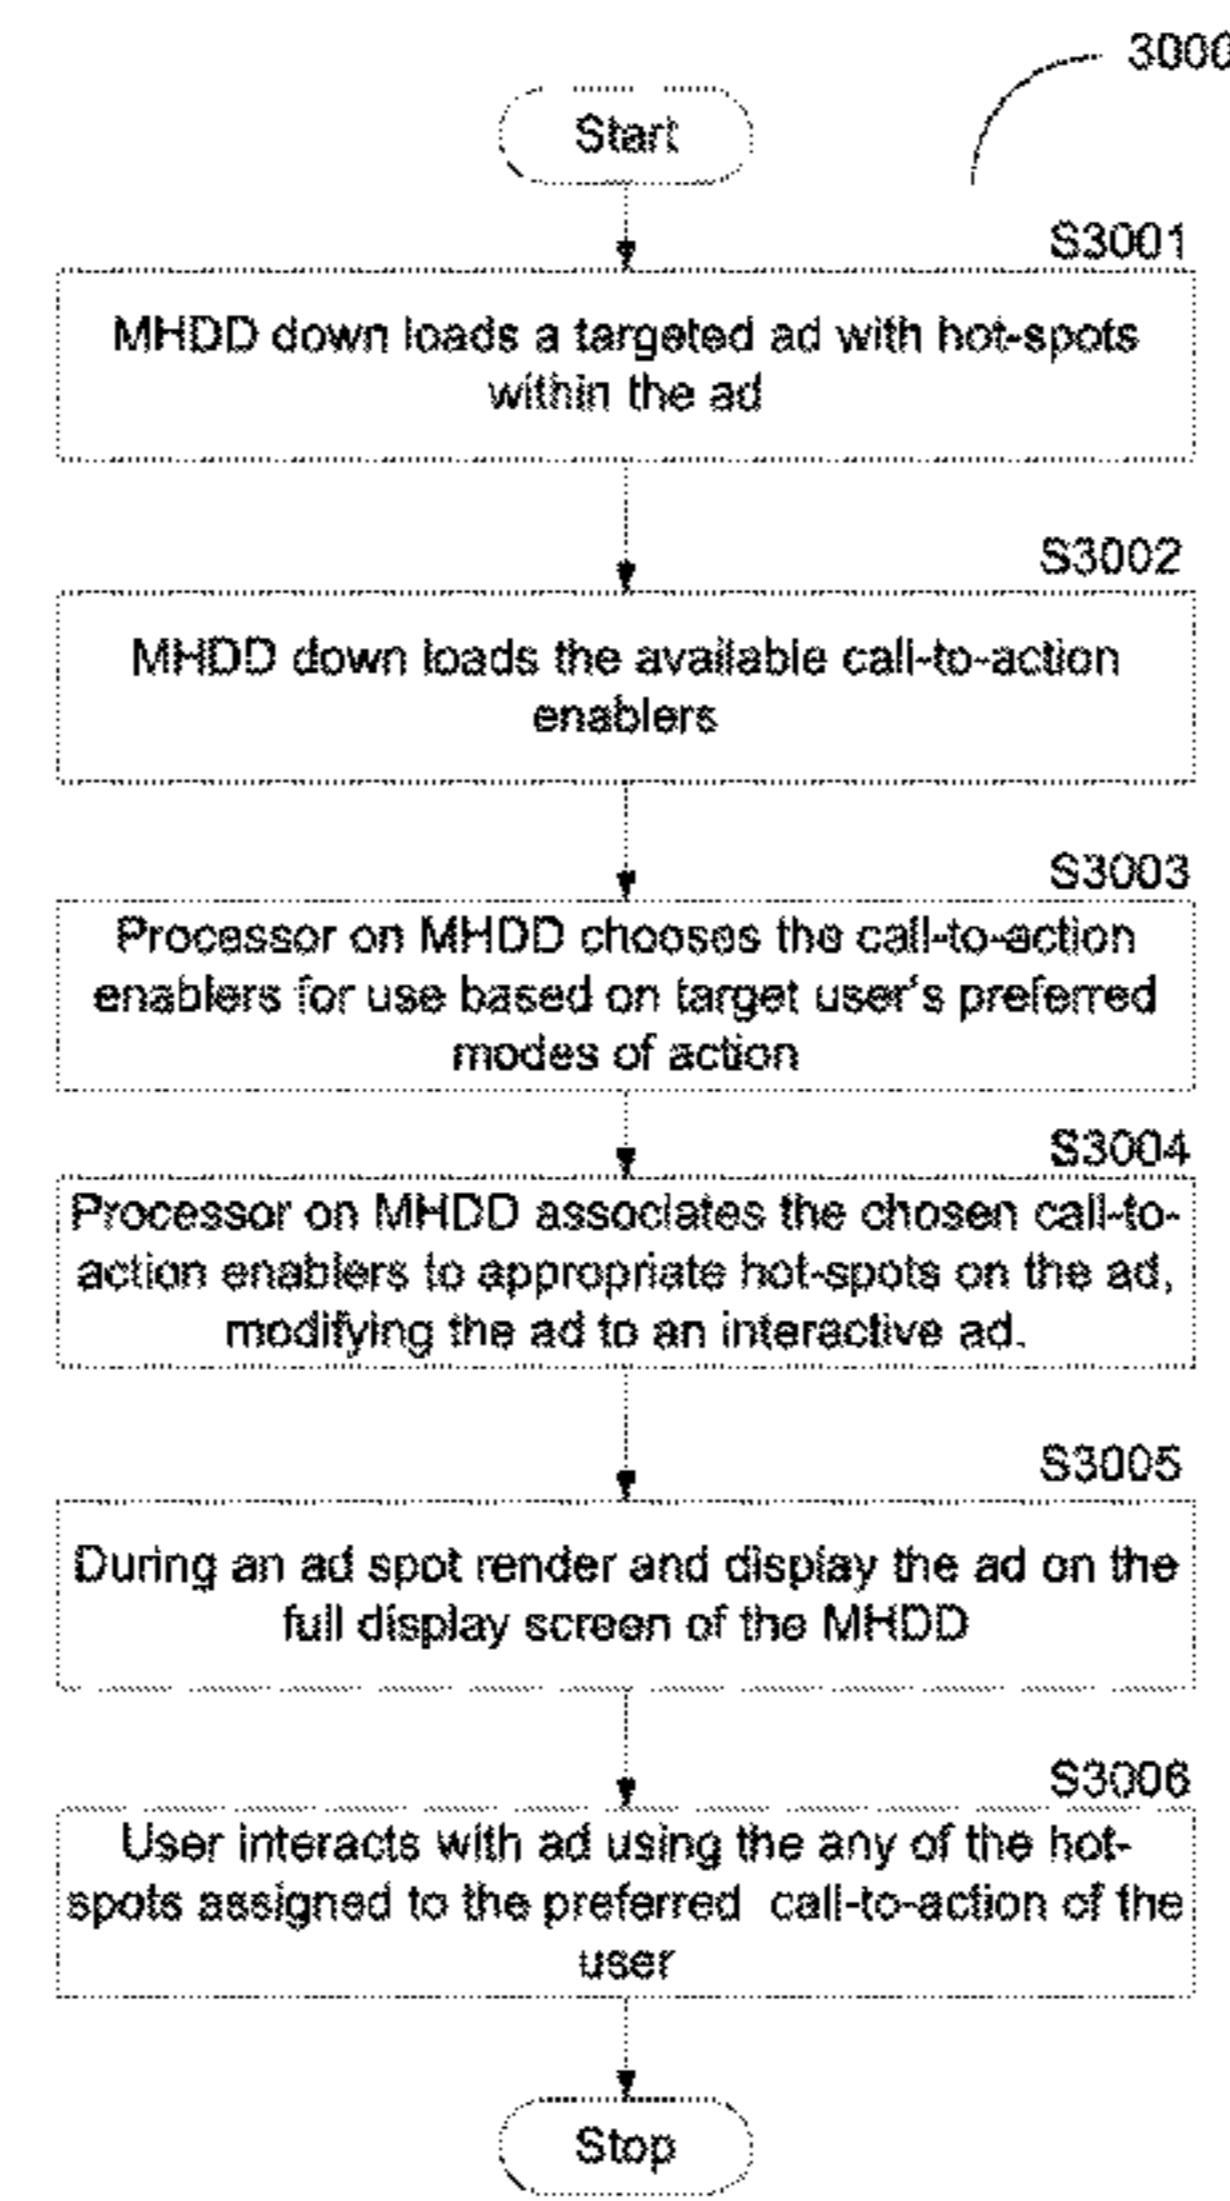 3000
Start
S3001
MHDD down loads a targeted ad with hot-spots
within the ad
S3002
MHDD down loads the available call-to-action
enablers
S3003
Processor on MHDD chooses the call-to-action
enablers for use based on target user's preferred
modes of action
S3004
Processor on MHDD associates the chosen call-to-
action enablers to appropriate hot-spots on the ad,
modifying the ad to an interactive ad.
S3005
During an ad spot render and display the ad on the
full display screen of the MHDD
S3006
User interacts with ad using the any of the hot-
spots assigned to the preferred call-to-action of the
user
Stop